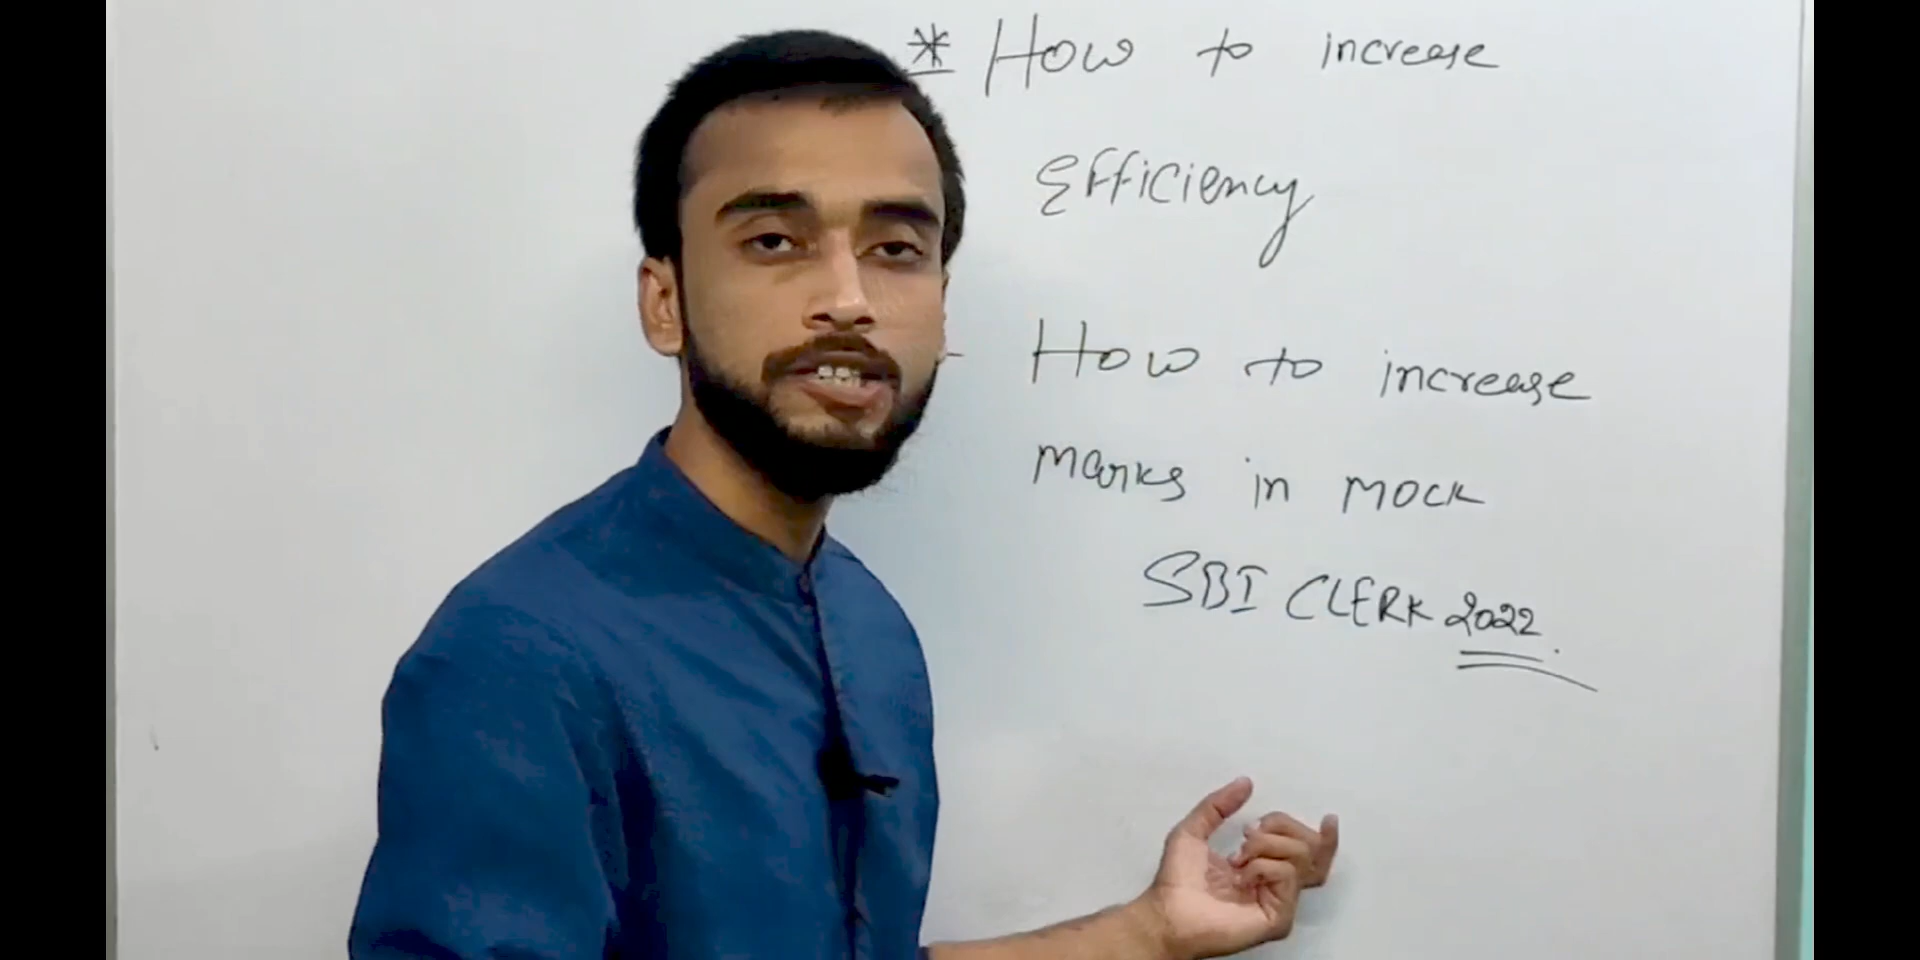 * How to increase
Efficiency
- How to increase
marks in mock
SBI CLERK 2022.